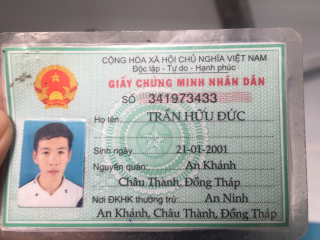 CỘNG HÒA XÃ HỘI CHỦ NGHĨA VIỆT NAM
Độc lập - Tự do - Hạnh phúc
GIẤY CHỨNG MINH NHÂN DÂN
SỐ 341973433
Họ tên: TRẦN HỮU ĐỨC
Sinh ngày 21-01-2001
Nguyên quán: An Khánh
Châu Thành, Đồng Tháp
Nơi ĐKHK thường trú: An Ninh
An Khánh, Châu Thành, Đồng Tháp